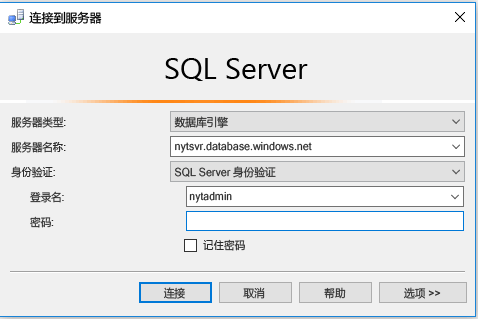 连接到服务器
SQL Server
服务器类型: 数据库引擎
服务器名称: nytsvr.database.windows.net
身份验证: SQL Server 身份验证
登录名: nytadmin
密码:
记住密码
连接 取消 帮助 选项 >>